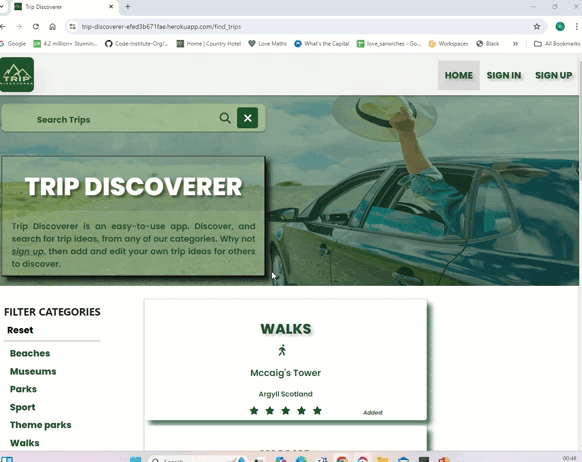 Trip Discoverer
trip-discoverer-efed3b671fae.herokuapp.com/find_trips
Google
4.2 million+ Stunnin...
Code-Institute-Org/...
Home | Country Hotel
Love Maths
What's the Capital
love_sanwiches - Go...
Workspaces
Black
All Bookmarks
TRIP
HOME
SIGN IN
SIGN UP
Search Trips
TRIP DISCOVERER
Trip Discoverer is an easy-to-use app. Discover, and
search for trip ideas, from any of our categories. Why not
sign up, then add and edit your own trip ideas for others
to discover.
FILTER CATEGORIES
Reset
Beaches
Museums
Parks
Sport
Theme parks
Walks
WALKS
Mccaig's Tower
Argyll Scotland
Added:
Search
00:48